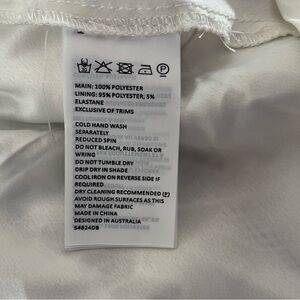 MAIN: 100% POLYESTER
LINING: 95% POLYESTER, 5%
ELASTANE
EXCLUSIVE OF TRIMS
COLD HAND WASH
SEPARATELY
REDUCED SPIN
DO NOT BLEACH, RUB, SOAK OR
WRING
DO NOT TUMBLE DRY
DRIP DRY IN SHADE
COOL IRON ON REVERSE SIDE IF
REQUIRED
DRY CLEANING RECOMMENDED (P)
AVOID ROUGH SURFACES AS THIS
MAY DAMAGE FABRIC
MADE IN CHINA
DESIGNED IN AUSTRALIA
54824DB